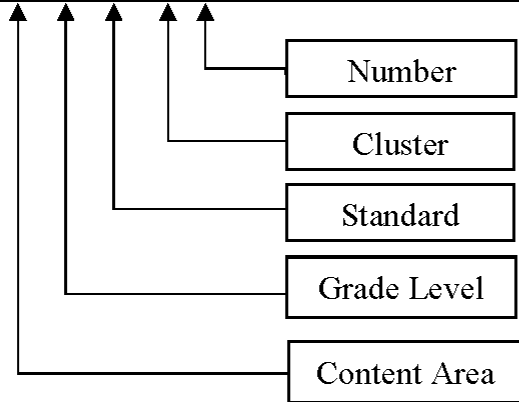 Number
Cluster
Standard
Grade Level
Content Area